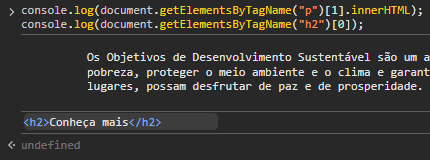 console.log(document.getElementsByTagName("p")[1].innerHTML);
console.log(document.getElementsByTagName("h2")[0]);
Os Objetivos de Desenvolvimento Sustentável são um a
pobreza, proteger o meio ambiente e o clima e garant
lugares, possam desfrutar de paz e de prosperidade.
<h2>Conheça mais</h2>
undefined